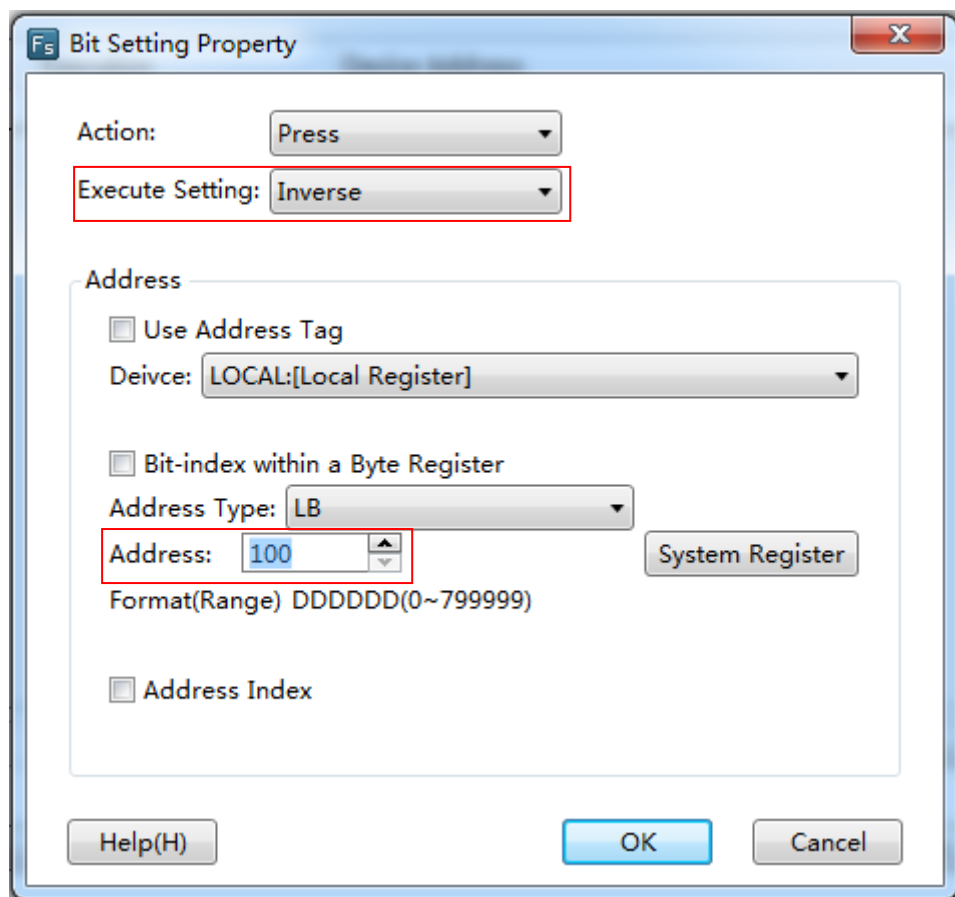 Fs Bit Setting Property
Action: Press
Execute Setting: Inverse
Address
Use Address Tag
Deivce: LOCAL:[Local Register]
Bit-index within a Byte Register
Address Type: LB
Address: 100 System Register
Format(Range) DDDDDD(0~799999)
Address Index
Help(H) OK Cancel